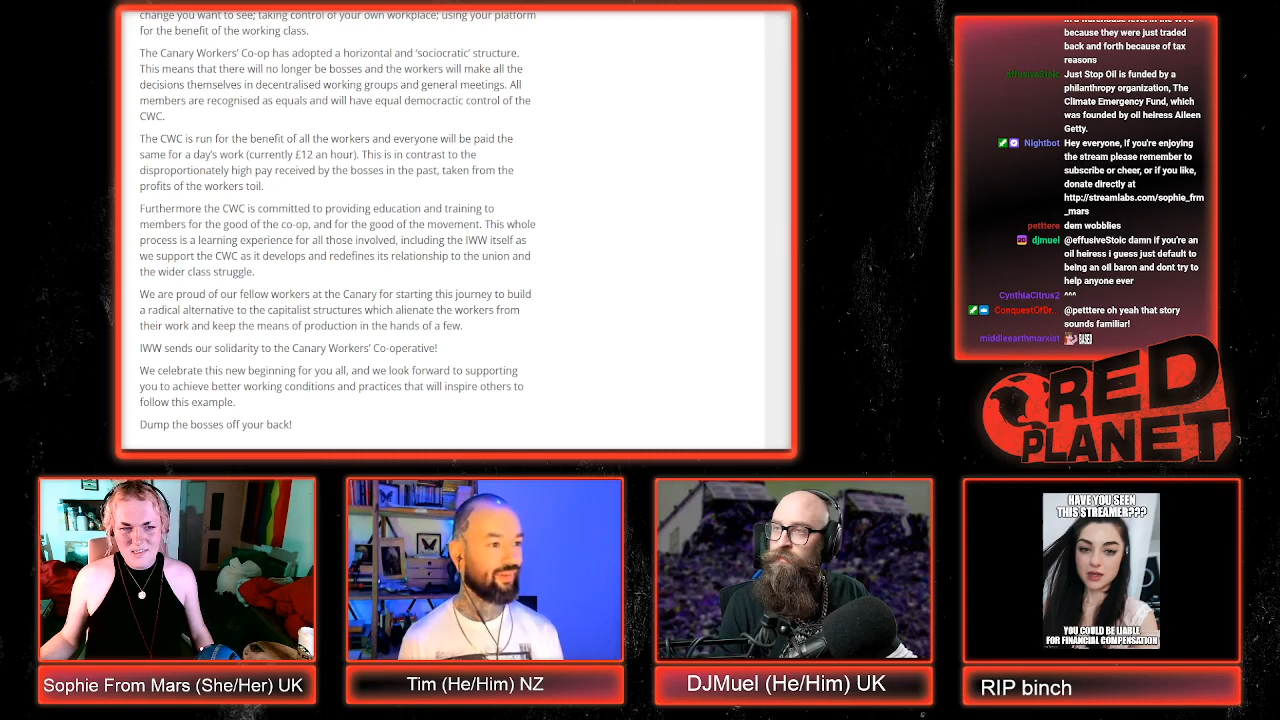 change you want to see; taking control of your own workplace; using your platform
for the benefit of the working class.
The Canary Workers' Co-op has adopted a horizontal and 'sociocratic' structure.
This means that there will no longer be bosses and the workers will make all the
decisions themselves in decentralised working groups and general meetings. All
members are recognised as equals and will have equal democratic control of the
CWC.
The CWC is run for the benefit of all the workers and everyone will be paid the
same for a day's work (currently £12 an hour). This is in contrast to the
disproportionately high pay received by the bosses in the past, taken from the
profits of the workers toil.
Furthermore the CWC is committed to providing education and training to
members for the good of the co-op, and for the good of the movement. This whole
process is a learning experience for all those involved, including the IWW itself as
we support the CWC as it develops and redefines its relationship to the union and
the wider class struggle.
We are proud of our fellow workers at the Canary for starting this journey to build
a radical alternative to the capitalist structures which alienate the workers from
their work and keep the means of production in the hands of a few.
IWW sends our solidarity to the Canary Workers' Co-operative!
We celebrate this new beginning for you all, and we look forward to supporting
you to achieve better working conditions and practices that will inspire others to
follow this example.
Dump the bosses off your back!
because they were just traded
back and forth because of tax
reasons
effusiveStoic Just Stop Oil is funded by a
philanthropy organization, The
Climate Emergency Fund, which
was founded by oil heiress Aileen
Getty.
Nightbot Hey everyone, if you're enjoying
the stream please remember to
subscribe or cheer, or if you like,
donate directly at
http://streamlabs.com/sophie_frm
_mars
petttere dem wobblies
djmuel @effusiveStoic damn if you're an
oil heiress i guess just default to
being an oil baron and dont try to
help anyone ever
CynthiaCitrus2 ^^^
ConquestOfDr... @petttere oh yeah that story
sounds familiar!
middleearthmarxist BASED
RED
PLANET
HAVE YOU SEEN
THIS STREAMER???
YOU COULD BE LIABLE
FOR FINANCIAL COMPENSATION
Sophie From Mars (She/Her) UK
Tim (He/Him) NZ
DJMuel (He/Him) UK
RIP binch